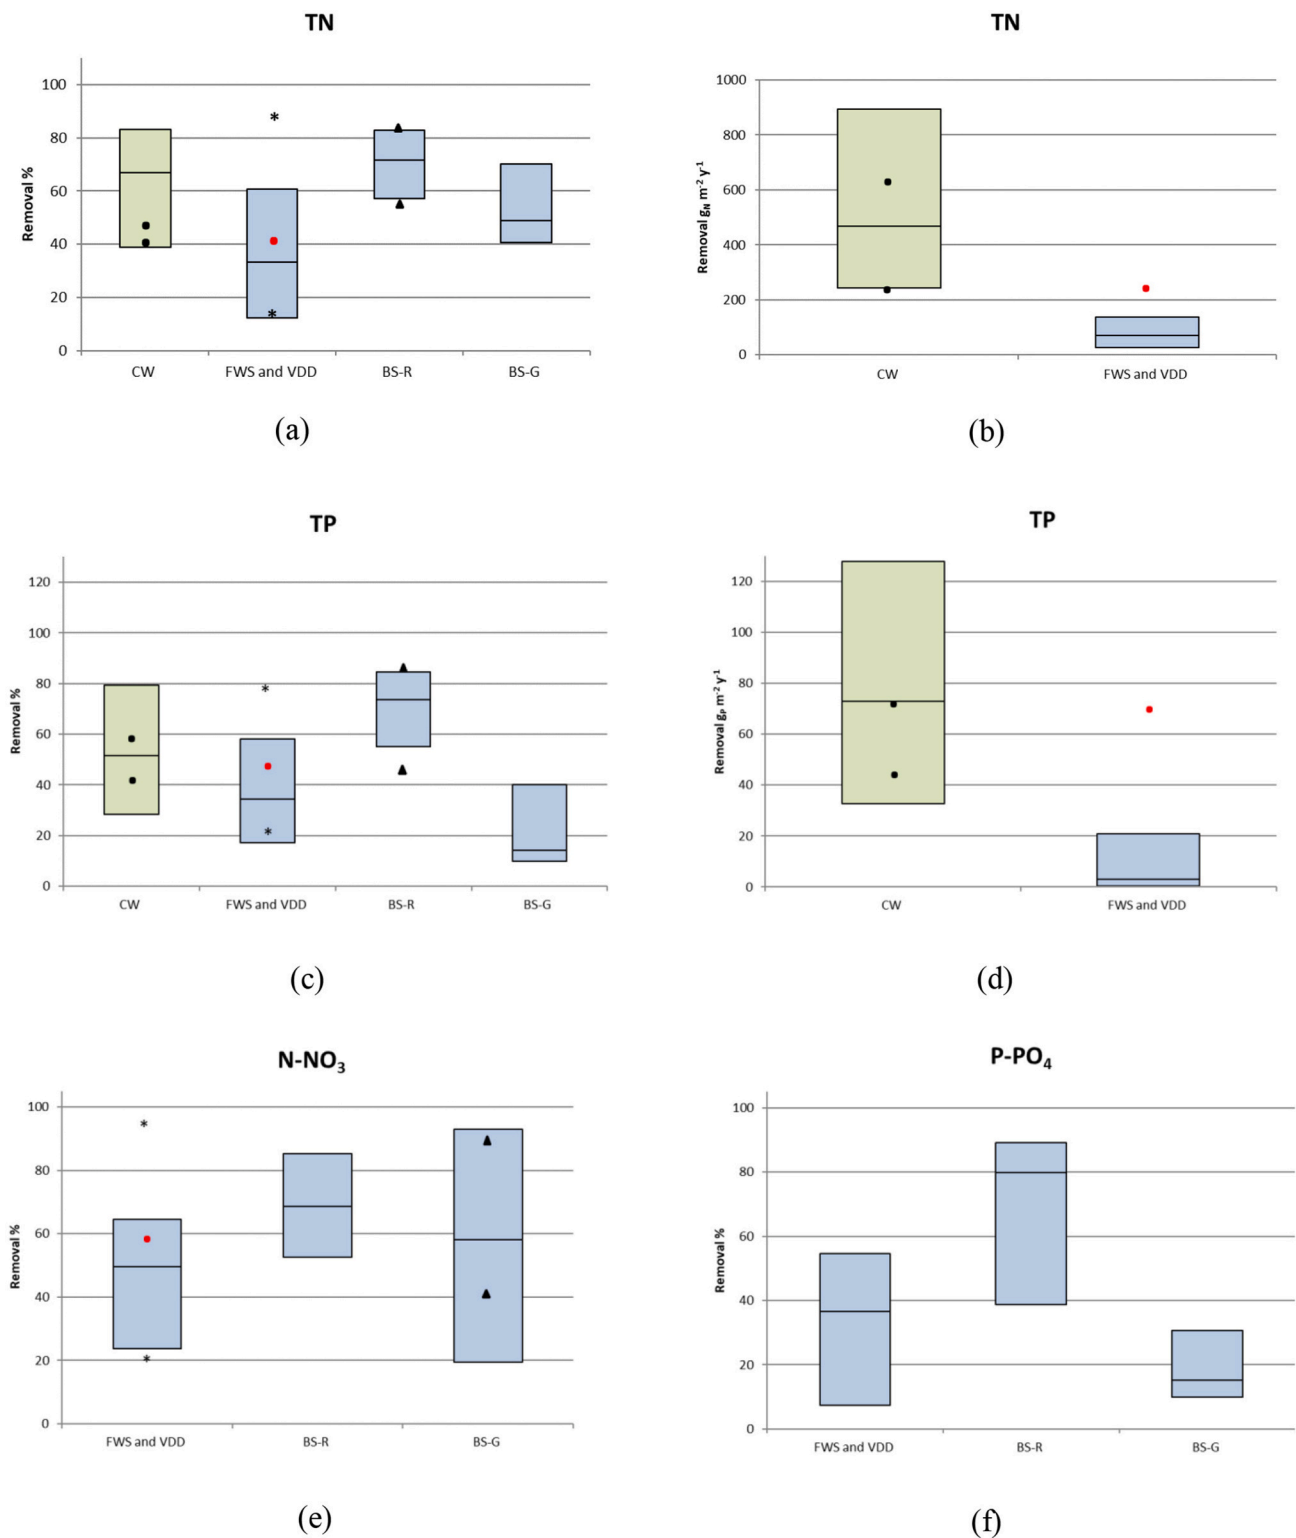 TN
100
80
60
40
20
0
Removal %
CW FWS and VDD BS-R BS-G
(a)
TN
1000
800
600
400
200
0
Removal g_N m⁻² y⁻¹
CW FWS and VDD
(b)
TP
120
100
80
60
40
20
0
Removal %
CW FWS and VDD BS-R BS-G
(c)
TP
120
100
80
60
40
20
0
Removal g_P m⁻² y⁻¹
CW FWS and VDD
(d)
N-NO₃
100
80
60
40
20
0
Removal %
FWS and VDD BS-R BS-G
(e)
P-PO₄
100
80
60
40
20
0
Removal %
FWS and VDD BS-R BS-G
(f)